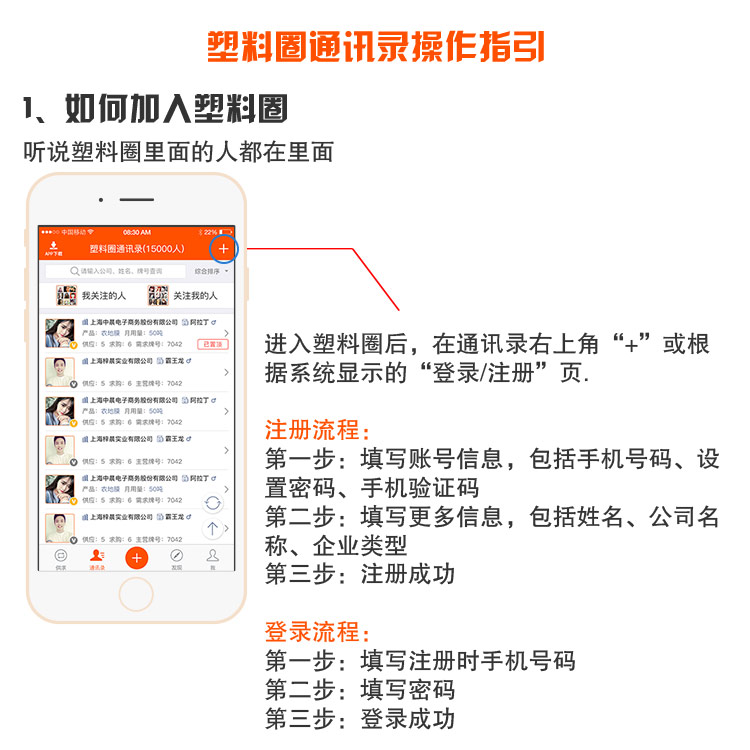 塑料圈通讯录操作指引
1、如何加入塑料圈
听说塑料圈里面的人都在里面
中国移动
08:30 AM
22%
APP下载
塑料圈通讯录(15000人)
+
请输入公司、姓名、牌号查询
综合排序
我关注的人
关注我的人
上海中晨电子商务股份有限公司 阿拉丁
产品：农地膜 月用量：50吨
供应：5 求购：6 需求牌号：7042
已置顶
上海梓晨实业有限公司 霸王龙
供应：5 求购：6 主营牌号：7042
上海中晨电子商务股份有限公司 阿拉丁
产品：农地膜 月用量：50吨
供应：5 求购：6 需求牌号：7042
上海梓晨实业有限公司 霸王龙
供应：5 求购：6 主营牌号：7042
上海中晨电子商务股份有限公司 阿拉丁
产品：农地膜 月用量：50吨
供应：5 求购：6 需求牌号：7042
上海梓晨实业有限公司 霸王龙
供应：5 求购：6 主营牌号：7042
供求
通讯录
+
发现
我
进入塑料圈后，在通讯录右上角“+”或根
据系统显示的“登录/注册”页.
注册流程：
第一步：填写账号信息，包括手机号码、设
置密码、手机验证码
第二步：填写更多信息，包括姓名、公司名
称、企业类型
第三步：注册成功
登录流程：
第一步：填写注册时手机号码
第二步：填写密码
第三步：登录成功